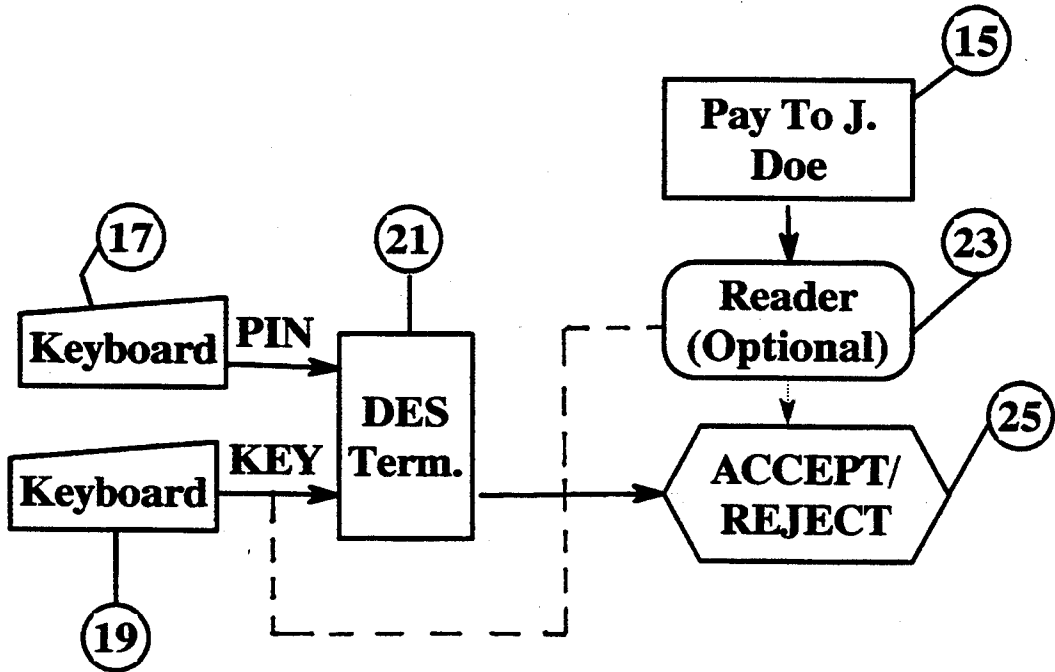 15
Pay To J.
Doe
17
21
23
Keyboard
PIN
Reader
(Optional)
DES
Term.
25
Keyboard
KEY
ACCEPT/
REJECT
19